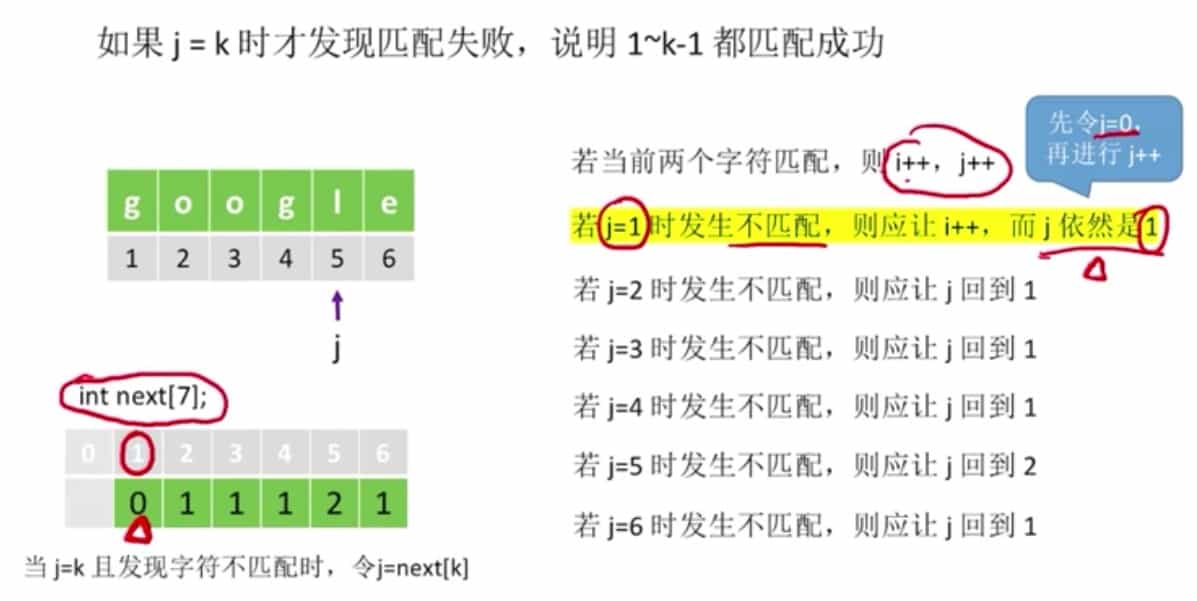 如果 j = k 时才发现匹配失败，说明 1~k-1 都匹配成功
先令j=0，
再进行 j++
若当前两个字符匹配，则 i++，j++
g o o g l e
1 2 3 4 5 6
j
若 j=1 时发生不匹配，则应让 i++，而 j 依然是1
若 j=2 时发生不匹配，则应让 j 回到 1
若 j=3 时发生不匹配，则应让 j 回到 1
若 j=4 时发生不匹配，则应让 j 回到 1
若 j=5 时发生不匹配，则应让 j 回到 2
若 j=6 时发生不匹配，则应让 j 回到 1
int next[7];
0 1 2 3 4 5 6
0 1 1 1 2 1
当 j=k 且发现字符不匹配时，令j=next[k]